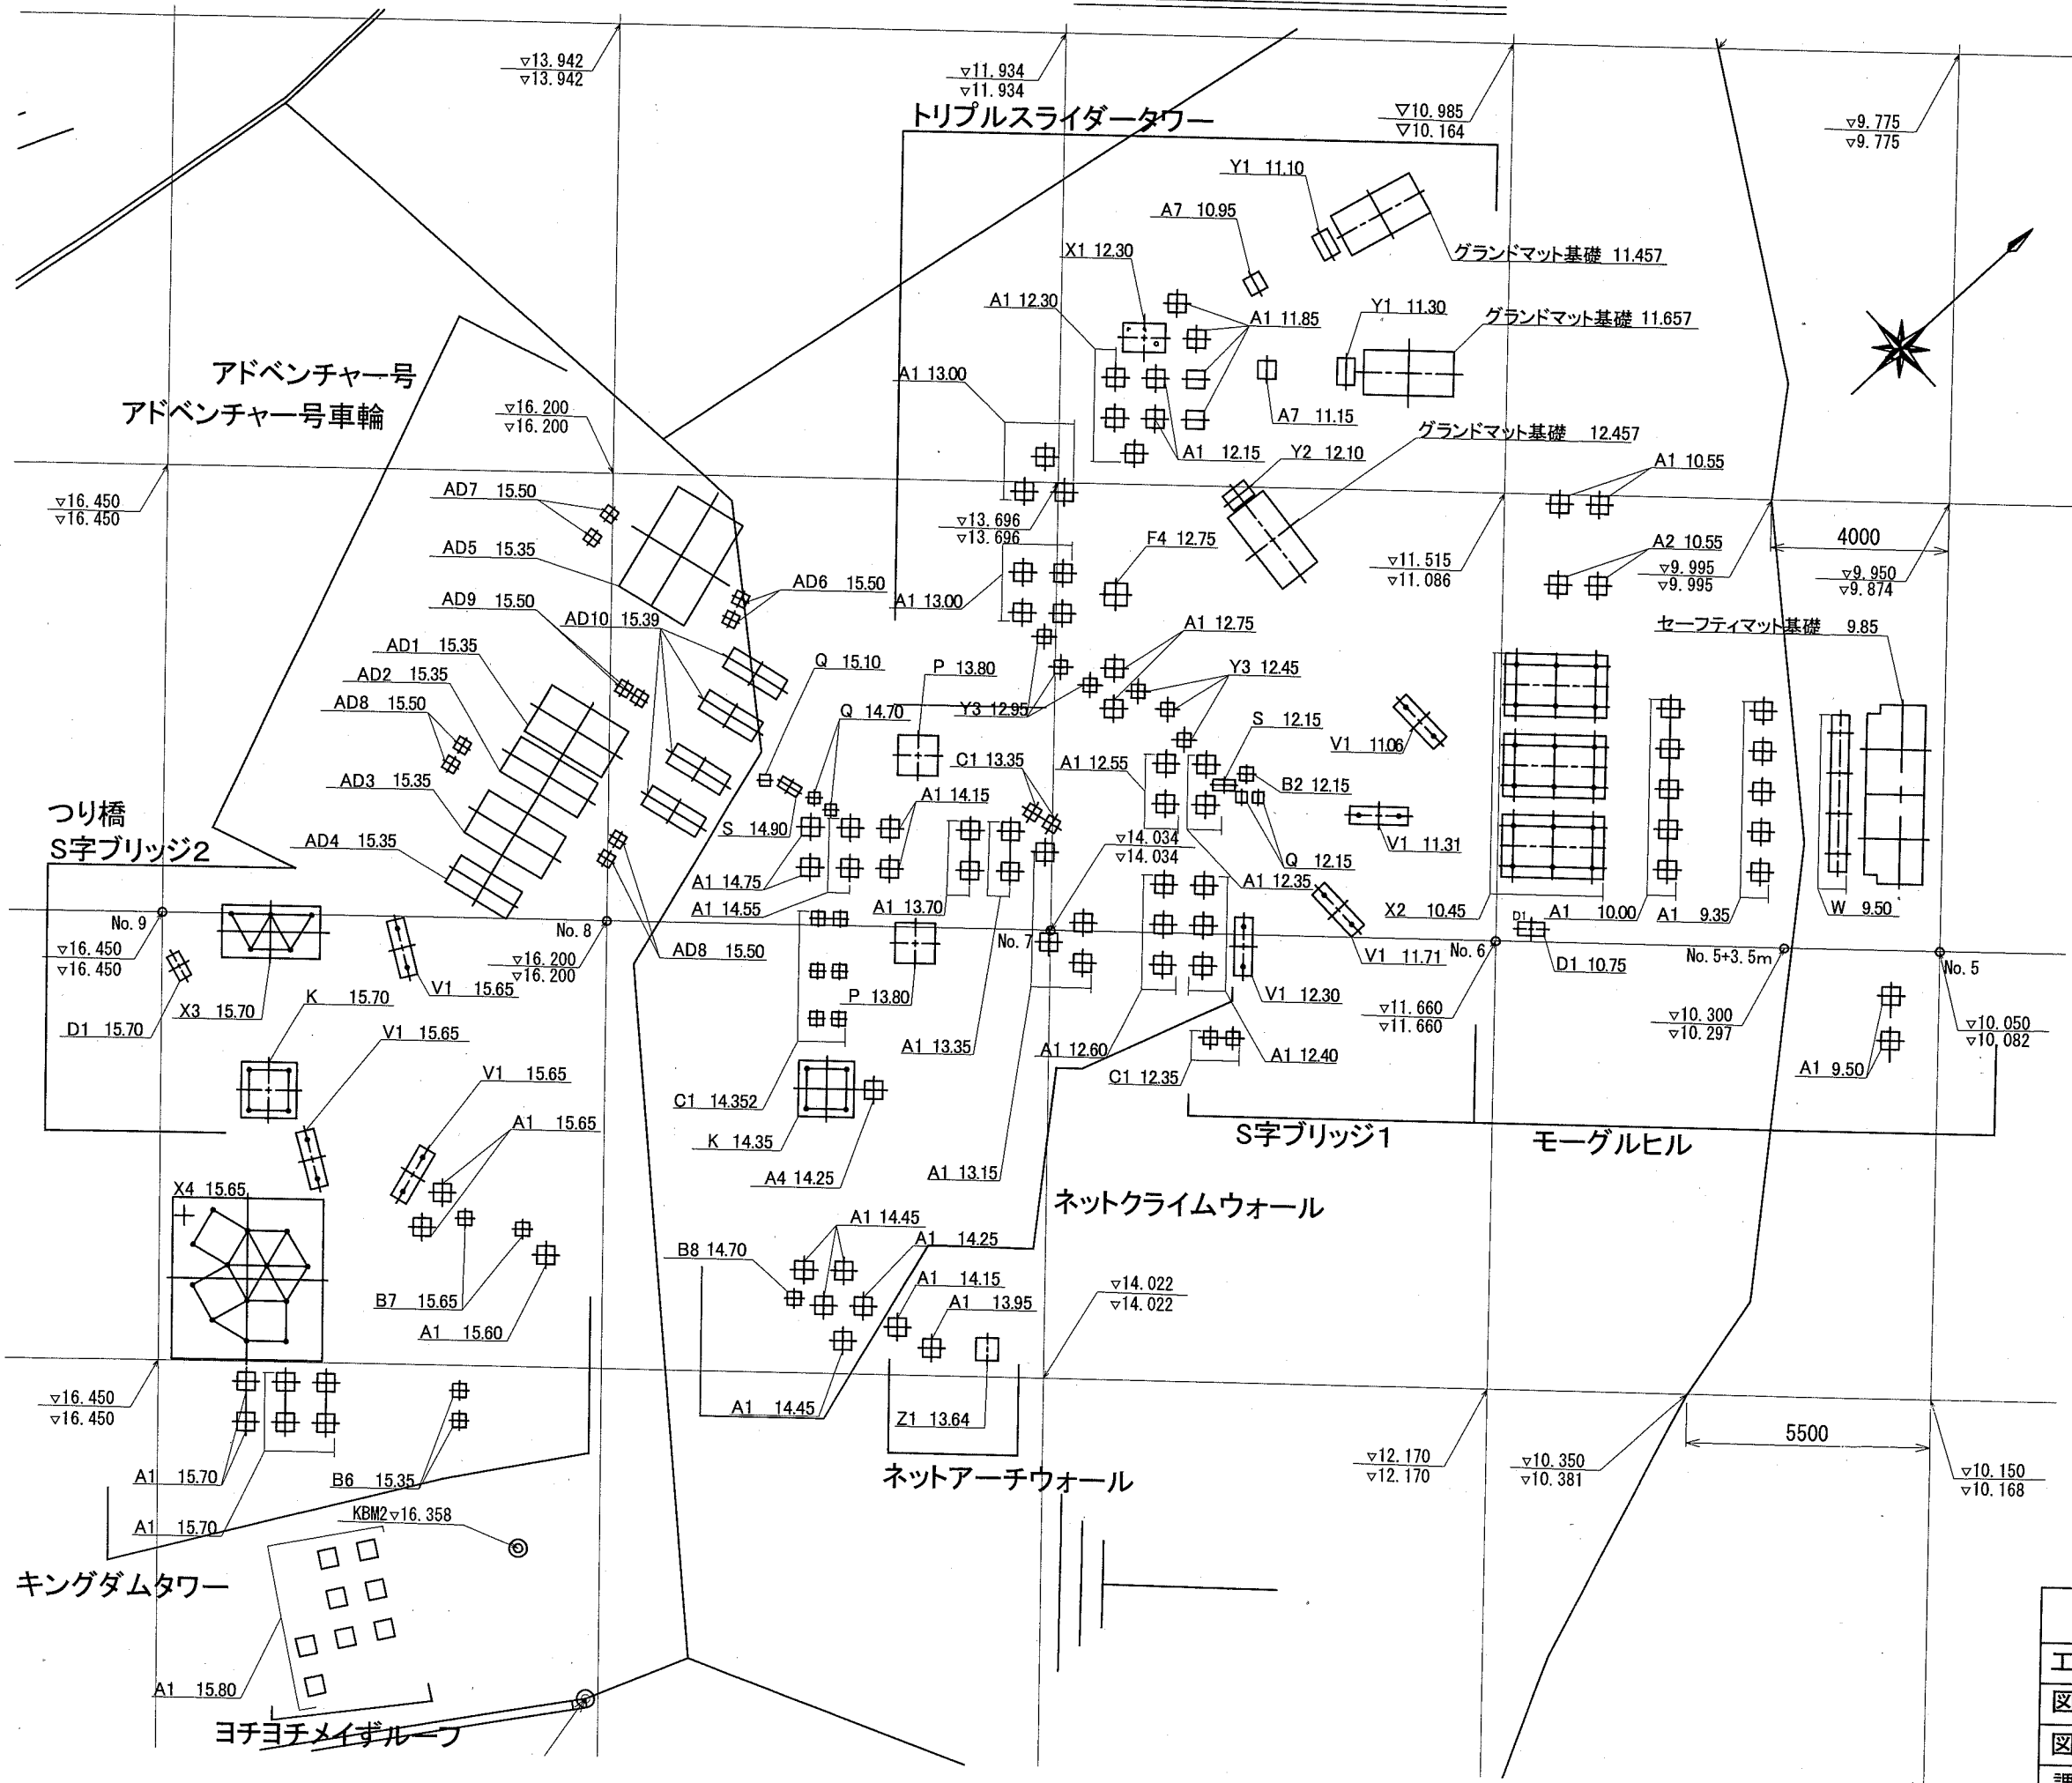 ▽13.942
▽13.942
▽11.934
▽11.934
▽10.985
▽10.164
▽9.775
▽9.775
トリプルスライダータワー
Y1 11.10
A7 10.95
グランドマット基礎 11.457
X1 12.30
A1 12.30
A1 11.85
Y1 11.30
グランドマット基礎 11.657
A1 13.00
A7 11.15
グランドマット基礎 12.457
A1 12.15
Y2 12.10
アドベンチャー号
アドベンチャー号車輪
▽16.200
▽16.200
▽16.450
▽16.450
AD7 15.50
AD5 15.35
AD6 15.50
AD9 15.50
AD10 15.39
AD1 15.35
AD2 15.35
AD8 15.50
AD3 15.35
AD4 15.35
▽13.696
▽13.696
F4 12.75
A1 13.00
▽11.515
▽11.086
A1 10.55
A2 10.55
▽9.995
▽9.995
4000
▽9.950
▽9.874
セーフティマット基礎 9.85
A1 12.75
Y3 12.45
Y3 12.95
Q 15.10
P 13.80
Q 14.70
S 12.15
V1 11.06
C1 13.35
A1 12.55
B2 12.15
A1 14.15
S 14.90
▽14.034
▽14.034
V1 11.31
Q 12.15
つり橋
S字ブリッジ2
A1 14.75
A1 14.55
A1 13.70
A1 12.35
X2 10.45
D1
A1 10.00
A1 9.35
W 9.50
No.9
No.8
No.7
No.6
No.5+3.5m
No.5
▽16.450
▽16.450
▽16.200
▽16.200
AD8 15.50
V1 11.71
D1 10.75
V1 15.65
P 13.80
V1 12.30
X3 15.70
K 15.70
D1 15.70
V1 15.65
▽11.660
▽11.660
▽10.300
▽10.297
▽10.050
▽10.082
A1 13.35
A1 12.60
A1 12.40
C1 12.35
A1 9.50
V1 15.65
C1 14.352
K 14.35
A1 15.65
A4 14.25
A1 13.15
S字ブリッジ1
モーグルヒル
X4 15.65
ネットクライムウォール
A1 14.45
A1 14.25
B8 14.70
A1 14.15
A1 13.95
▽14.022
▽14.022
B7 15.65
A1 15.60
▽16.450
▽16.450
A1 14.45
Z1 13.64
5500
▽12.170
▽12.170
▽10.350
▽10.381
▽10.150
▽10.168
A1 15.70
B6 15.35
ネットアーチウォール
A1 15.70
KBM2▽16.358
キングダムタワー
A1 15.80
ヨチヨチメイずループ
工
図
図